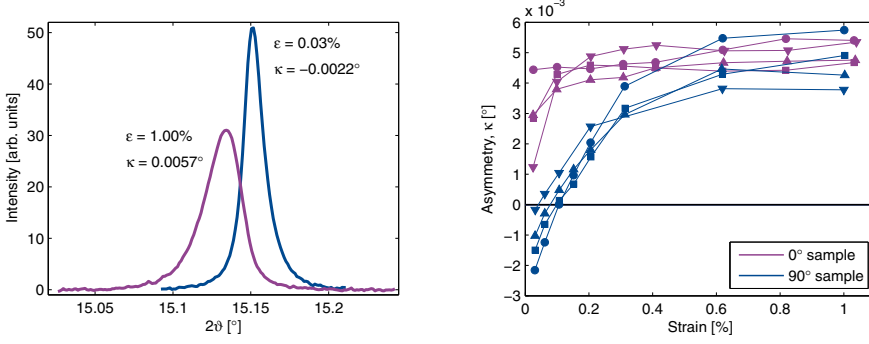 ε = 0.03%
κ = −0.0022°
ε = 1.00%
κ = 0.0057°
Intensity [arb. units]
50
40
30
20
10
0
15.05
15.1
15.15
15.2
2ϑ [°]
x 10⁻³
6
5
4
3
2
1
0
−1
−2
−3
Asymmetry, κ [°]
0° sample
90° sample
0
0.2
0.4
0.6
0.8
1
Strain [%]